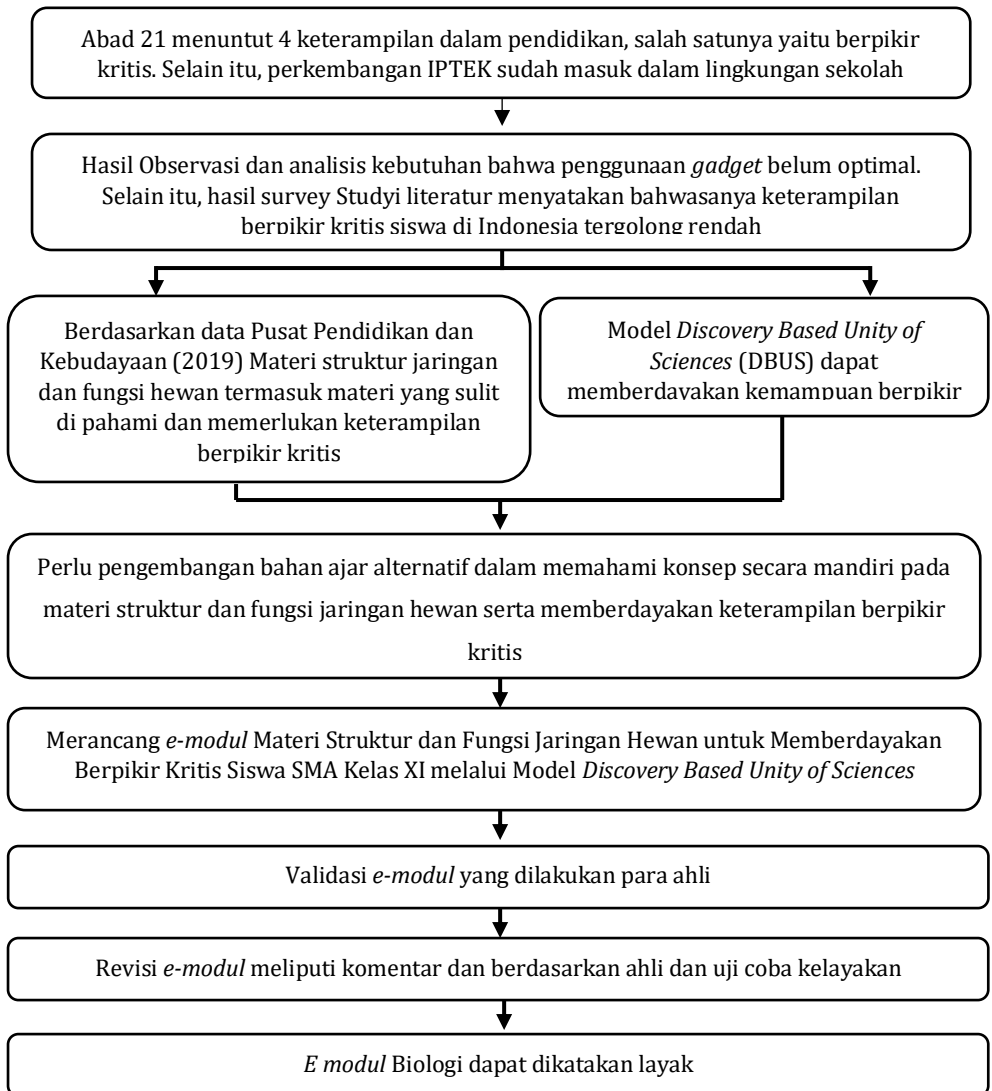 Abad 21 menuntut 4 keterampilan dalam pendidikan, salah satunya yaitu berpikir
kritis. Selain itu, perkembangan IPTEK sudah masuk dalam lingkungan sekolah
Hasil Observasi dan analisis kebutuhan bahwa penggunaan gadget belum optimal.
Selain itu, hasil survey Studyi literatur menyatakan bahwasanya keterampilan
berpikir kritis siswa di Indonesia tergolong rendah
Berdasarkan data Pusat Pendidikan dan
Kebudayaan (2019) Materi struktur jaringan
dan fungsi hewan termasuk materi yang sulit
di pahami dan memerlukan keterampilan
berpikir kritis
Model Discovery Based Unity of
Sciences (DBUS) dapat
memberdayakan kemampuan berpikir
Perlu pengembangan bahan ajar alternatif dalam memahami konsep secara mandiri pada
materi struktur dan fungsi jaringan hewan serta memberdayakan keterampilan berpikir
kritis
Merancang e-modul Materi Struktur dan Fungsi Jaringan Hewan untuk Memberdayakan
Berpikir Kritis Siswa SMA Kelas XI melalui Model Discovery Based Unity of Sciences
Validasi e-modul yang dilakukan para ahli
Revisi e-modul meliputi komentar dan berdasarkan ahli dan uji coba kelayakan
E modul Biologi dapat dikatakan layak